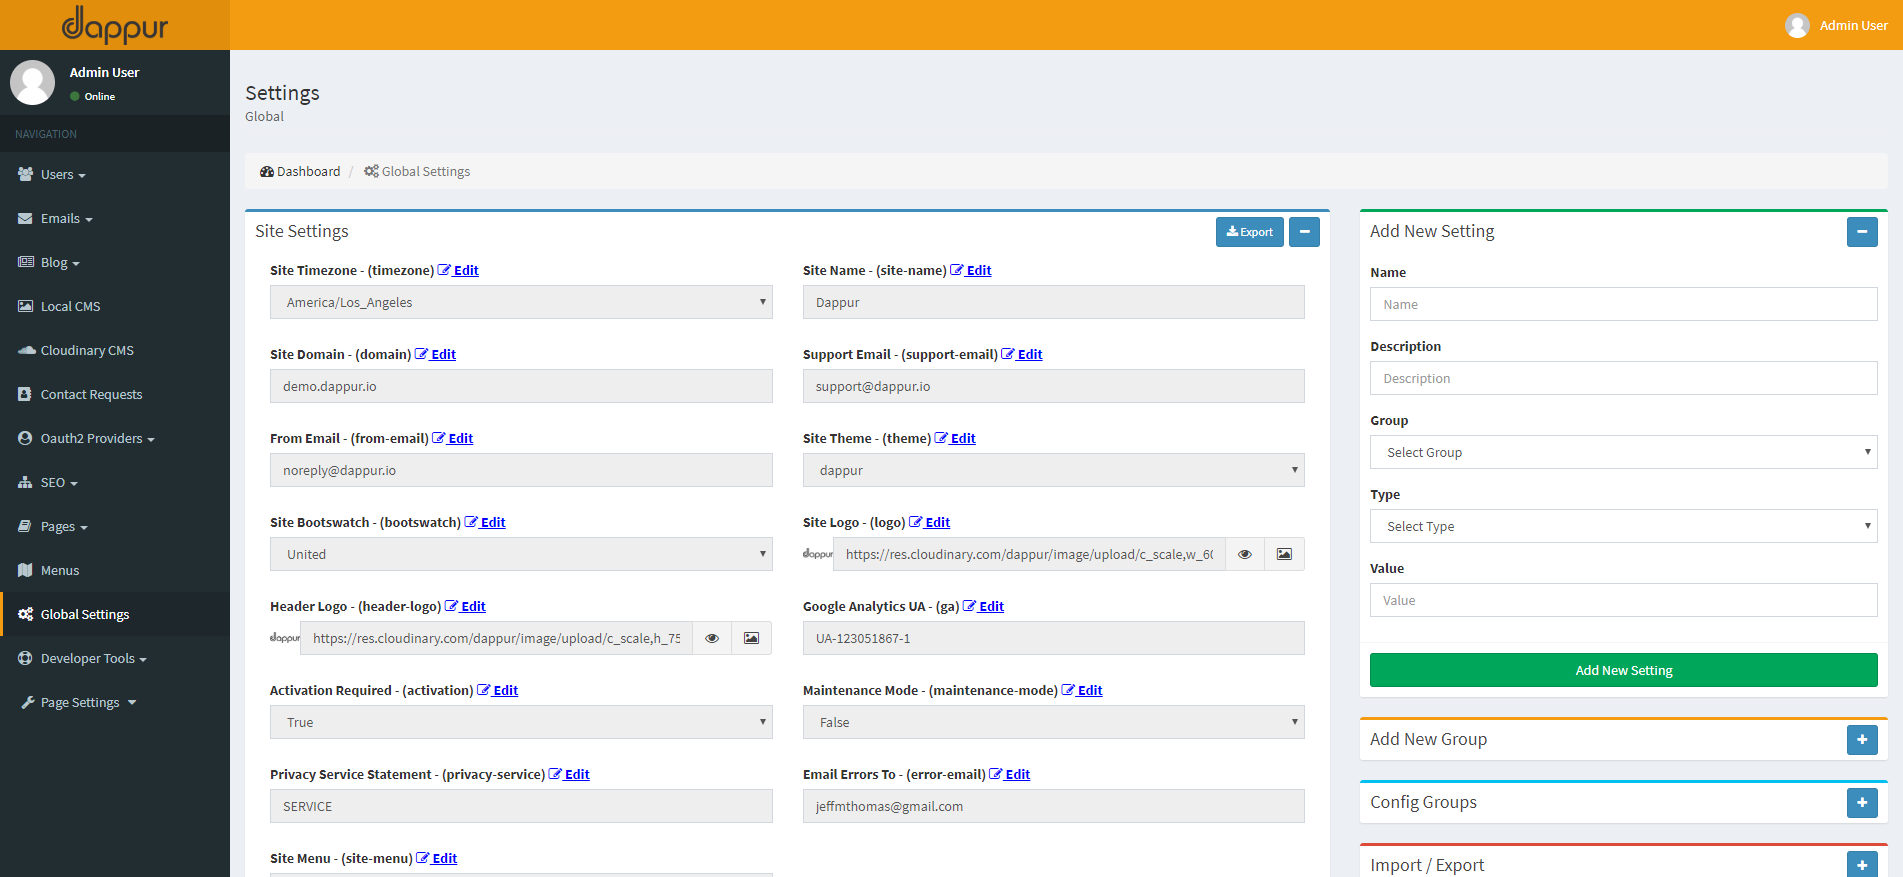 dappur
Admin User
Admin User
Online
NAVIGATION
Users
Emails
Blog
Local CMS
Cloudinary CMS
Contact Requests
Oauth2 Providers
SEO
Pages
Menus
Global Settings
Developer Tools
Page Settings
Settings
Global
Dashboard / Global Settings
Site Settings
Export
Site Timezone - (timezone) Edit
America/Los_Angeles
Site Name - (site-name) Edit
Dappur
Site Domain - (domain) Edit
demo.dappur.io
Support Email - (support-email) Edit
support@dappur.io
From Email - (from-email) Edit
noreply@dappur.io
Site Theme - (theme) Edit
dappur
Site Bootswatch - (bootswatch) Edit
United
Site Logo - (logo) Edit
dappur https://res.cloudinary.com/dappur/image/upload/c_scale,w_60
Header Logo - (header-logo) Edit
dappur https://res.cloudinary.com/dappur/image/upload/c_scale,h_75
Google Analytics UA - (ga) Edit
UA-123051867-1
Activation Required - (activation) Edit
True
Maintenance Mode - (maintenance-mode) Edit
False
Privacy Service Statement - (privacy-service) Edit
SERVICE
Email Errors To - (error-email) Edit
jeffmthomas@gmail.com
Site Menu - (site-menu) Edit
Add New Setting
Name
Name
Description
Description
Group
Select Group
Type
Select Type
Value
Value
Add New Setting
Add New Group
Config Groups
Import / Export